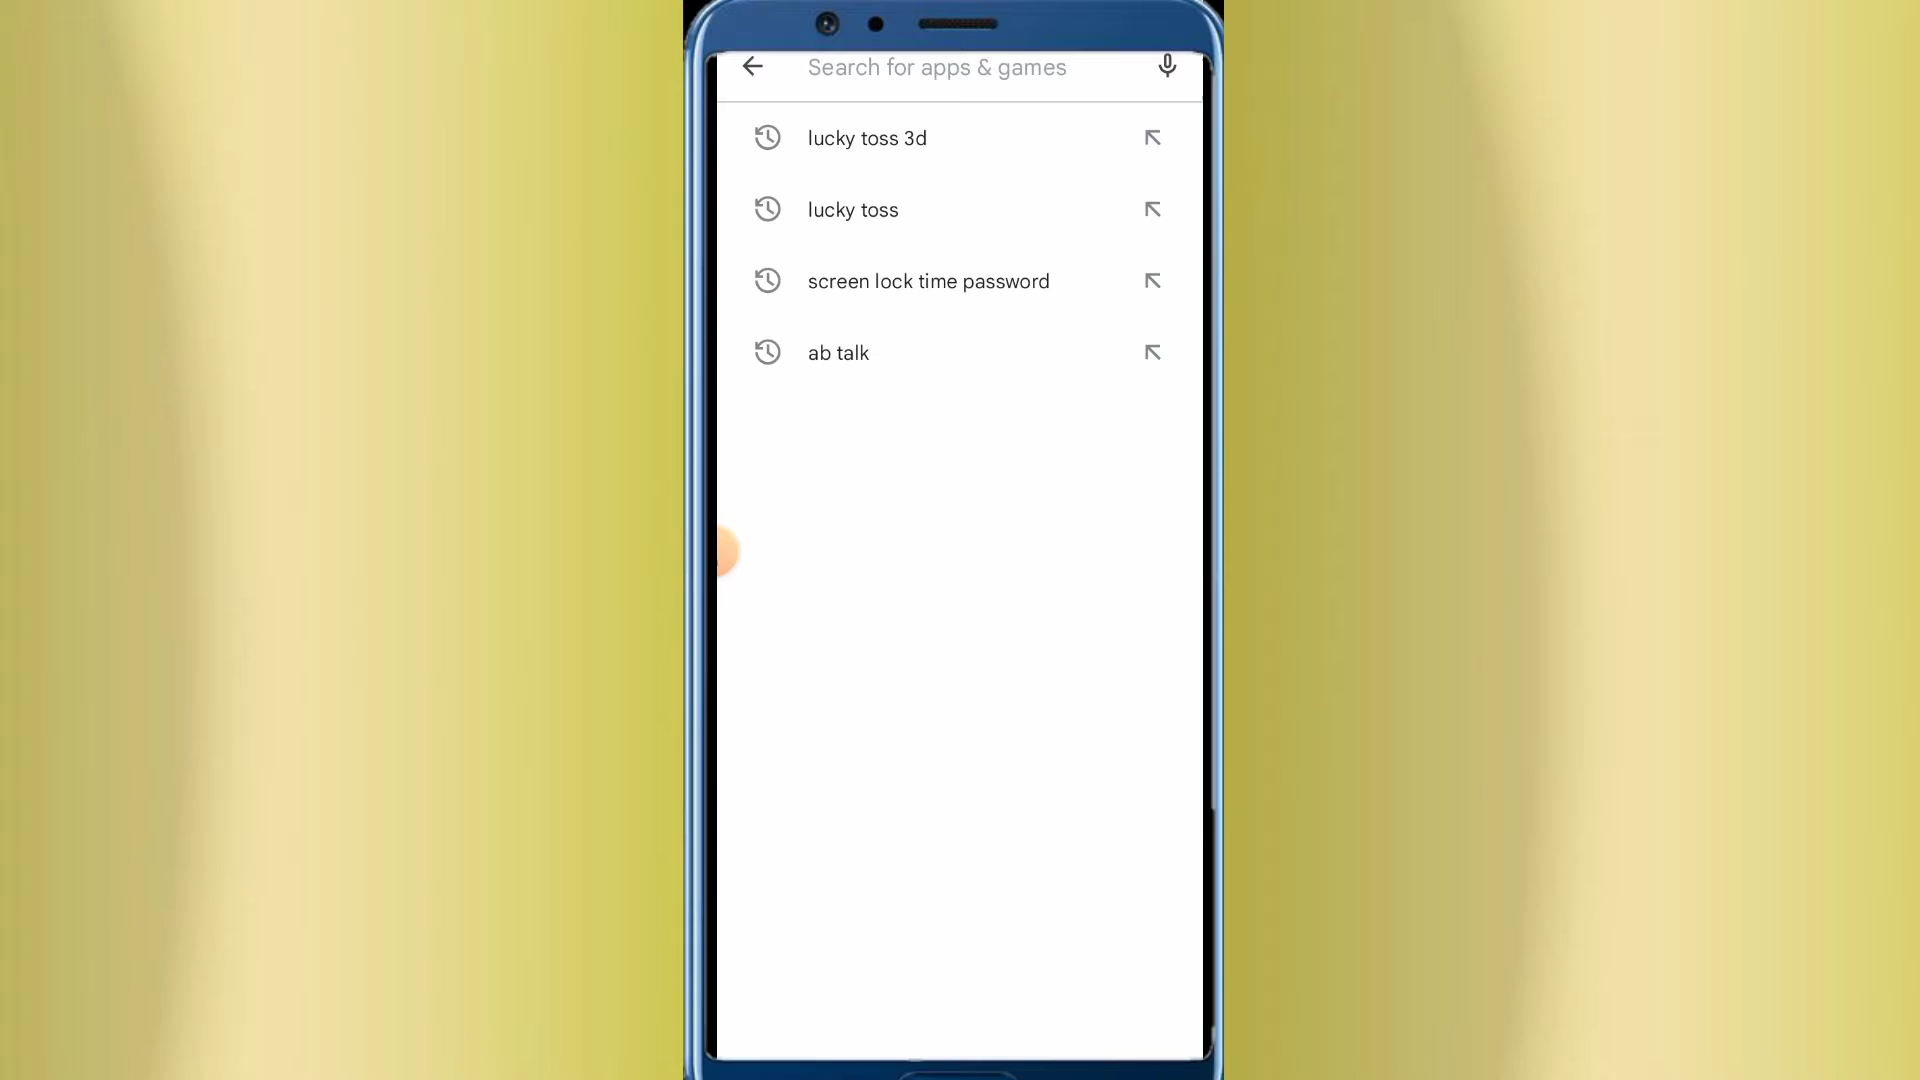 Search for apps & games
lucky toss 3d
lucky toss
screen lock time password
ab talk